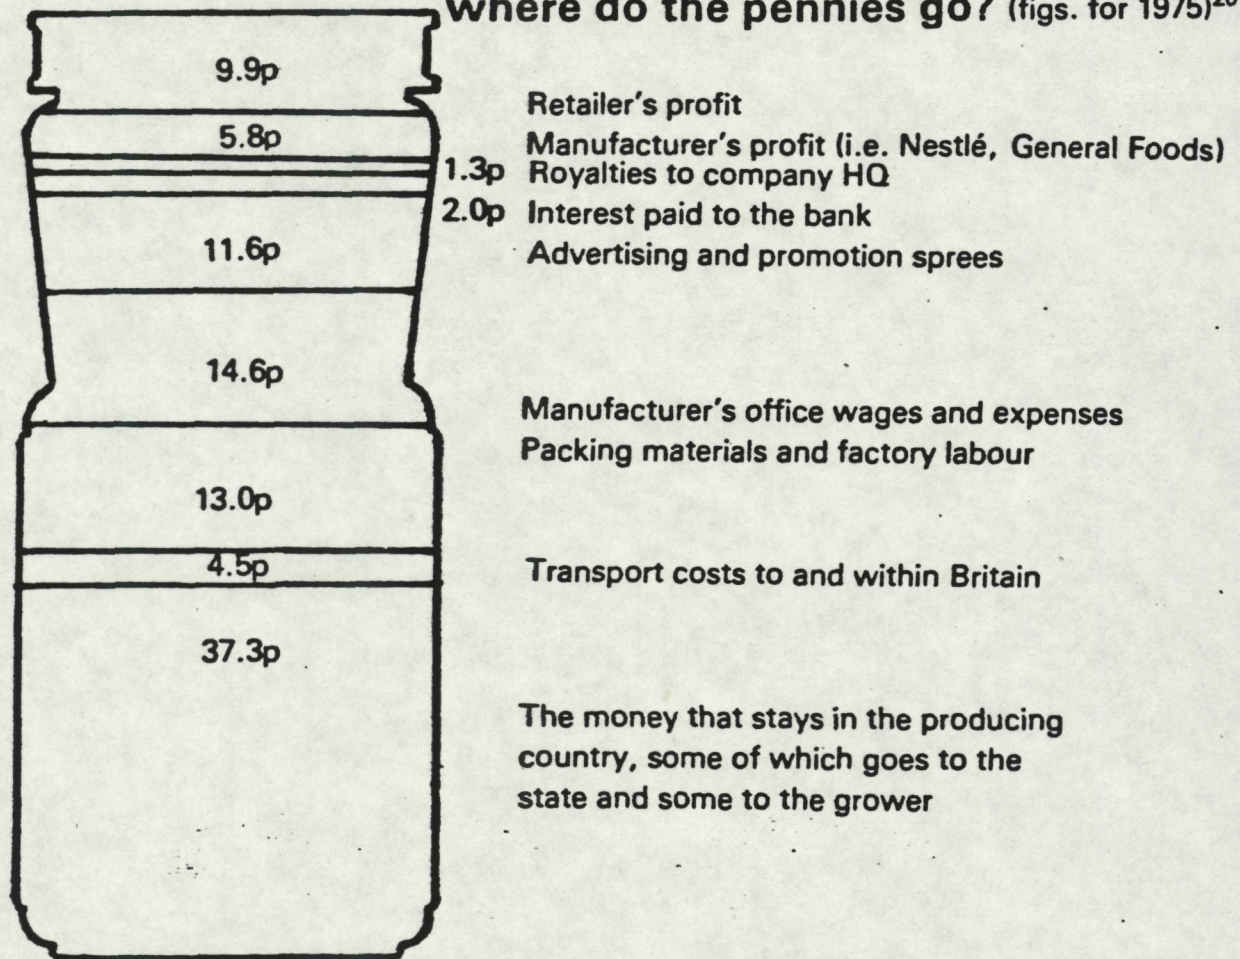 Where do the pennies go? (figs. for 1975)
9.9p Retailer's profit
5.8p Manufacturer's profit (i.e. Nestlé, General Foods)
1.3p Royalties to company HQ
2.0p Interest paid to the bank
11.6p Advertising and promotion sprees
14.6p Manufacturer's office wages and expenses
Packing materials and factory labour
13.0p
4.5p Transport costs to and within Britain
37.3p
The money that stays in the producing
country, some of which goes to the
state and some to the grower